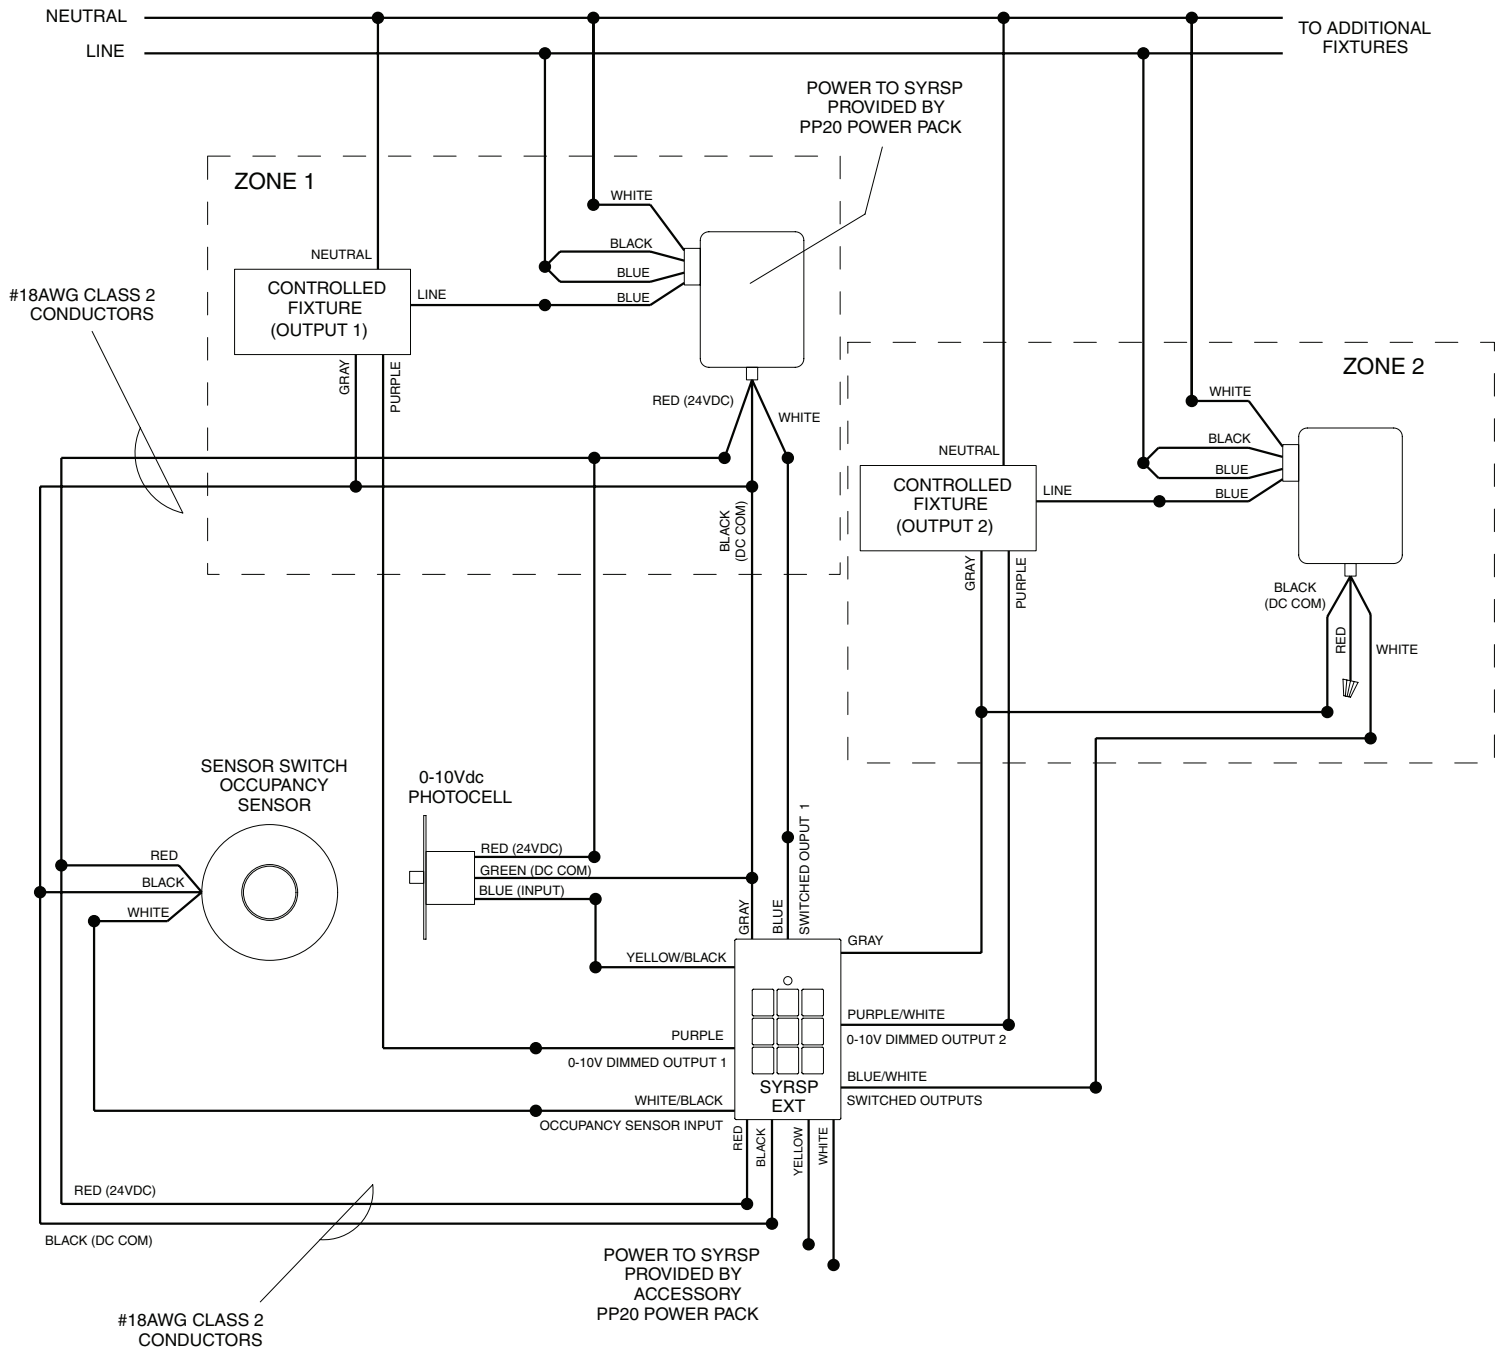 NEUTRAL
LINE
TO ADDITIONAL
FIXTURES
POWER TO SYRSP
PROVIDED BY
PP20 POWER PACK
ZONE 1
WHITE
BLACK
BLUE
BLUE
NEUTRAL
CONTROLLED
FIXTURE
(OUTPUT 1)
LINE
GRAY
PURPLE
#18AWG CLASS 2
CONDUCTORS
RED (24VDC)
WHITE
BLACK
(DC COM)
ZONE 2
WHITE
BLACK
BLUE
BLUE
NEUTRAL
CONTROLLED
FIXTURE
(OUTPUT 2)
LINE
GRAY
PURPLE
BLACK
(DC COM)
RED
WHITE
SENSOR SWITCH
OCCUPANCY
SENSOR
RED
BLACK
WHITE
0-10Vdc
PHOTOCELL
RED (24VDC)
GREEN (DC COM)
BLUE (INPUT)
GRAY
BLUE
SWITCHED OUPUT 1
YELLOW/BLACK
GRAY
PURPLE
0-10V DIMMED OUTPUT 1
PURPLE/WHITE
0-10V DIMMED OUTPUT 2
WHITE/BLACK
OCCUPANCY SENSOR INPUT
BLUE/WHITE
SWITCHED OUTPUTS
SYRSP
EXT
RED
BLACK
YELLOW
WHITE
RED (24VDC)
BLACK (DC COM)
POWER TO SYRSP
PROVIDED BY
ACCESSORY
PP20 POWER PACK
#18AWG CLASS 2
CONDUCTORS